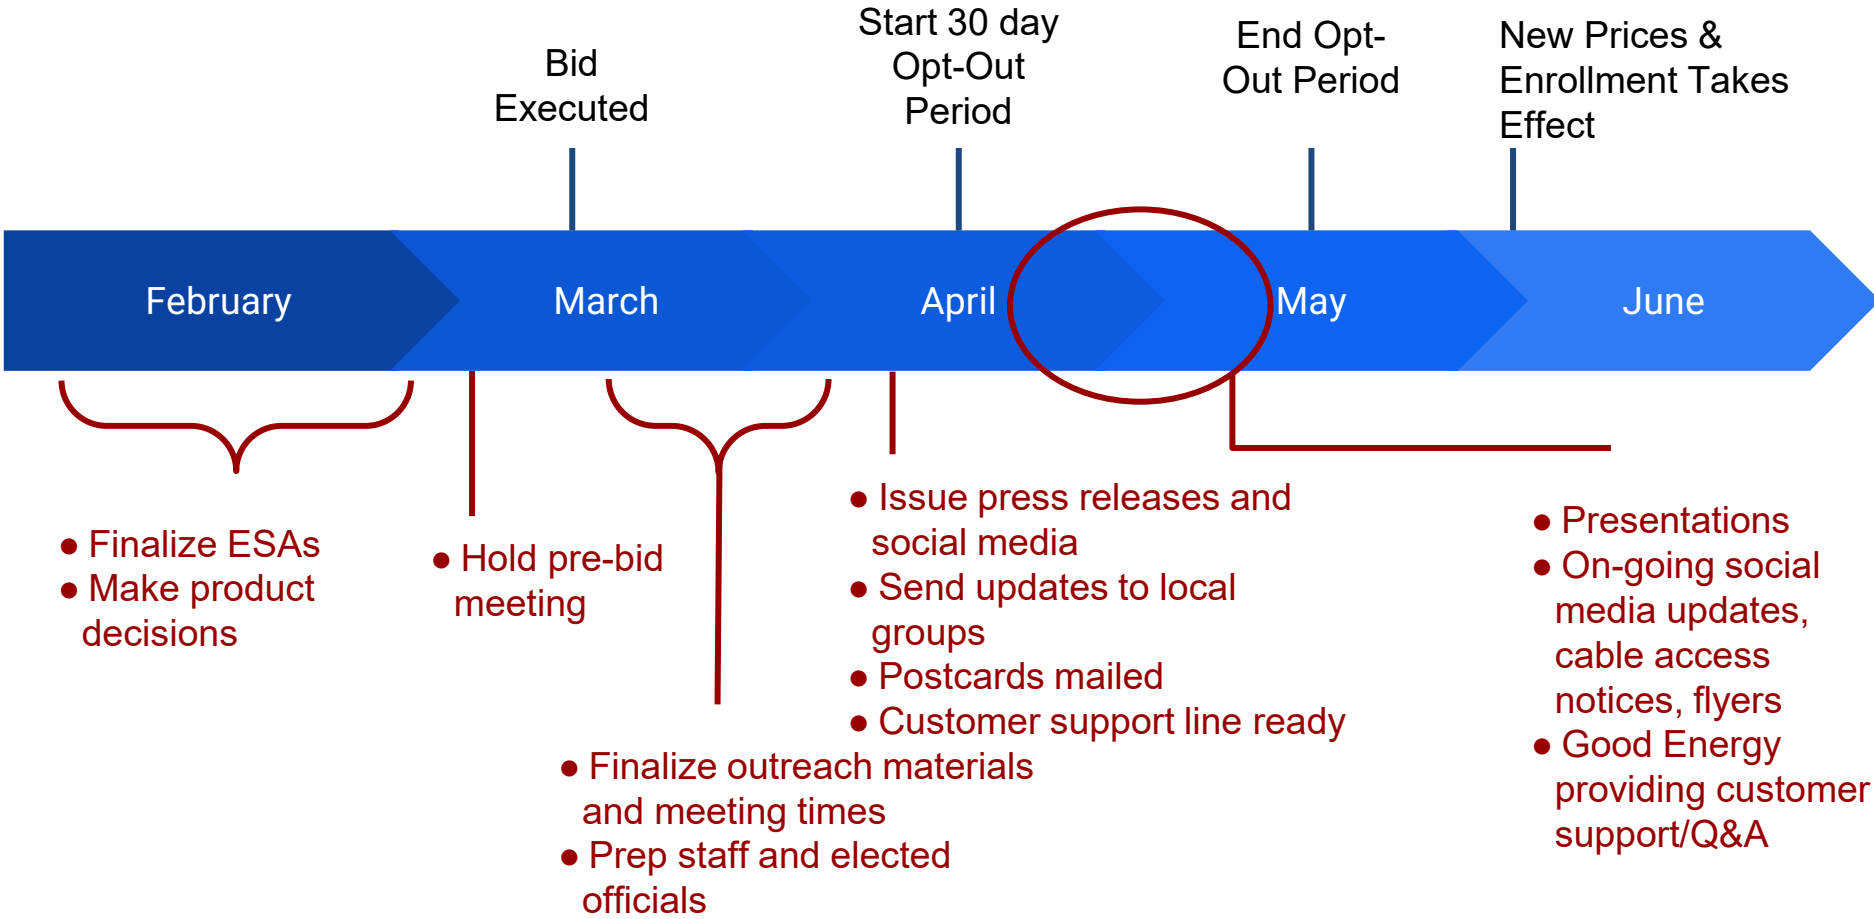 Bid
Executed
Start 30 day
Opt-Out
Period
End Opt-
Out Period
New Prices &
Enrollment Takes
Effect
February
March
April
May
June
● Finalize ESAs
● Make product
decisions
● Hold pre-bid
meeting
● Finalize outreach materials
and meeting times
● Prep staff and elected
officials
● Issue press releases and
social media
● Send updates to local
groups
● Postcards mailed
● Customer support line ready
● Presentations
● On-going social
media updates,
cable access
notices, flyers
● Good Energy
providing customer
support/Q&A